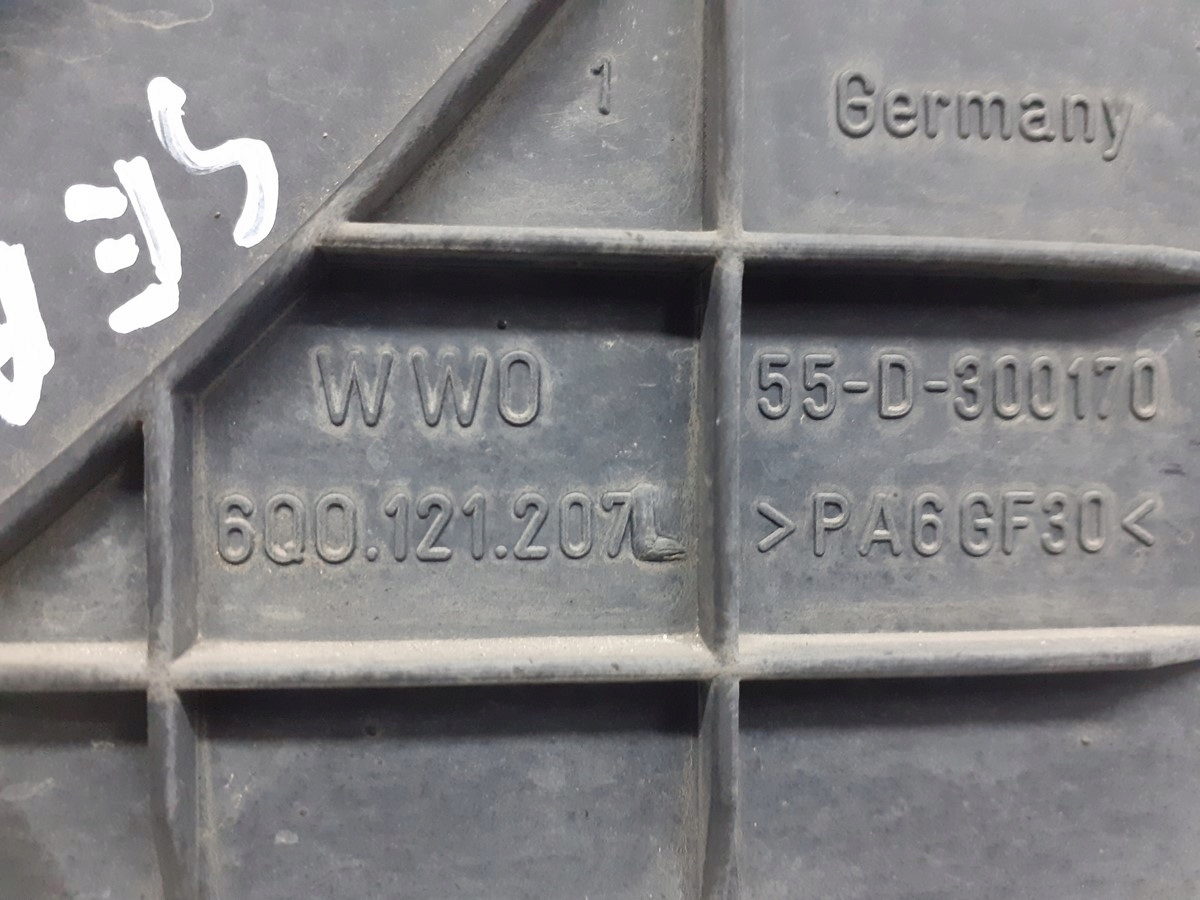 1
Germany
WWO
55-D-300170
6Q0.121.207L
>PA6GF30<